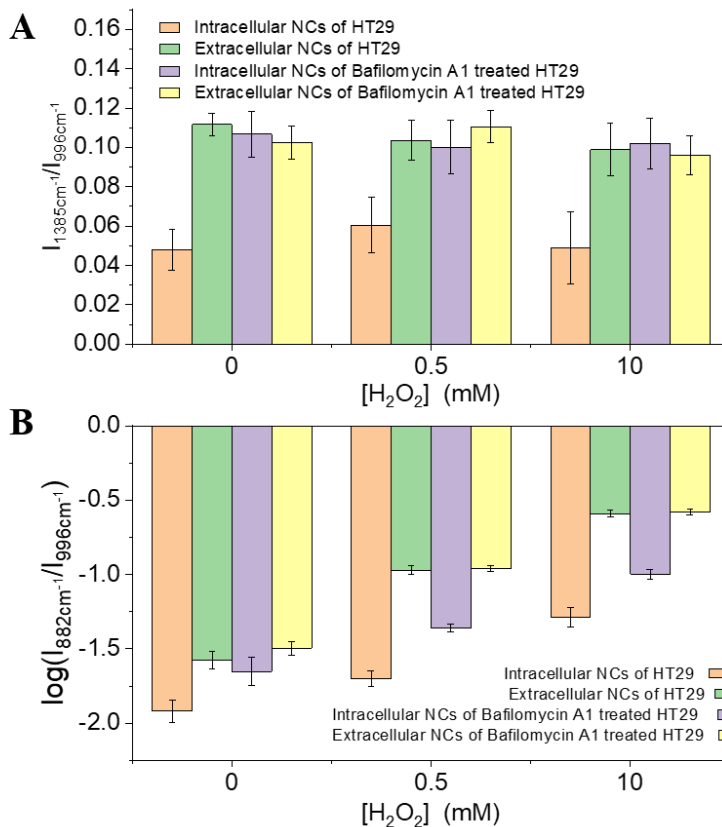 A
I1385cm-1/I996cm-1
0.16
0.14
0.12
0.10
0.08
0.06
0.04
0.02
0.00
Intracellular NCs of HT29
Extracellular NCs of HT29
Intracellular NCs of Bafilomycin A1 treated HT29
Extracellular NCs of Bafilomycin A1 treated HT29
0 0.5 10
[H2O2] (mM)
B
log(I882cm-1/I996cm-1)
0.0
-0.5
-1.0
-1.5
-2.0
Intracellular NCs of HT29
Extracellular NCs of HT29
Intracellular NCs of Bafilomycin A1 treated HT29
Extracellular NCs of Bafilomycin A1 treated HT29
0 0.5 10
[H2O2] (mM)